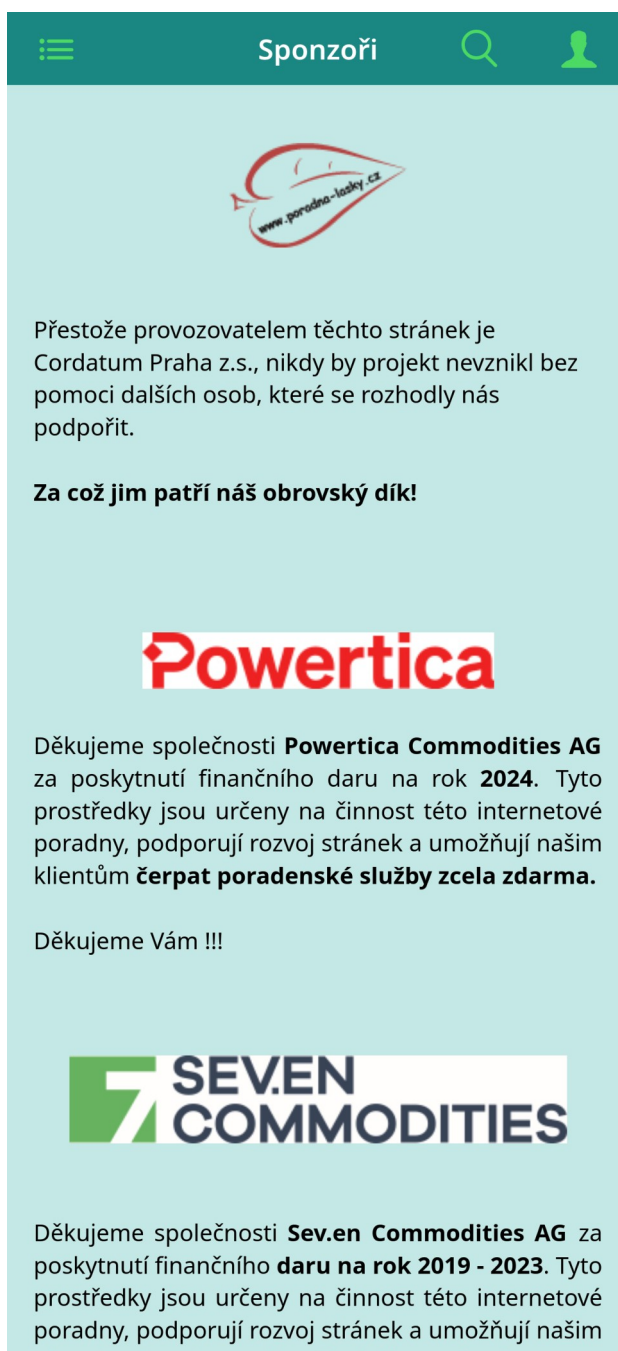 Sponzoři
www.poradna-lasky.cz
Přestože provozovatelem těchto stránek je
Cordatum Praha z.s., nikdy by projekt nevznikl bez
pomoci dalších osob, které se rozhodly nás
podpořit.
Za což jim patří náš obrovský dík!
Powertica
Děkujeme společnosti Powertica Commodities AG
za poskytnutí finančního daru na rok 2024. Tyto
prostředky jsou určeny na činnost této internetové
poradny, podporují rozvoj stránek a umožňují našim
klientům čerpat poradenské služby zcela zdarma.
Děkujeme Vám !!!
7 SEV.EN
COMMODITIES
Děkujeme společnosti Sev.en Commodities AG za
poskytnutí finančního daru na rok 2019 - 2023. Tyto
prostředky jsou určeny na činnost této internetové
poradny, podporují rozvoj stránek a umožňují našim